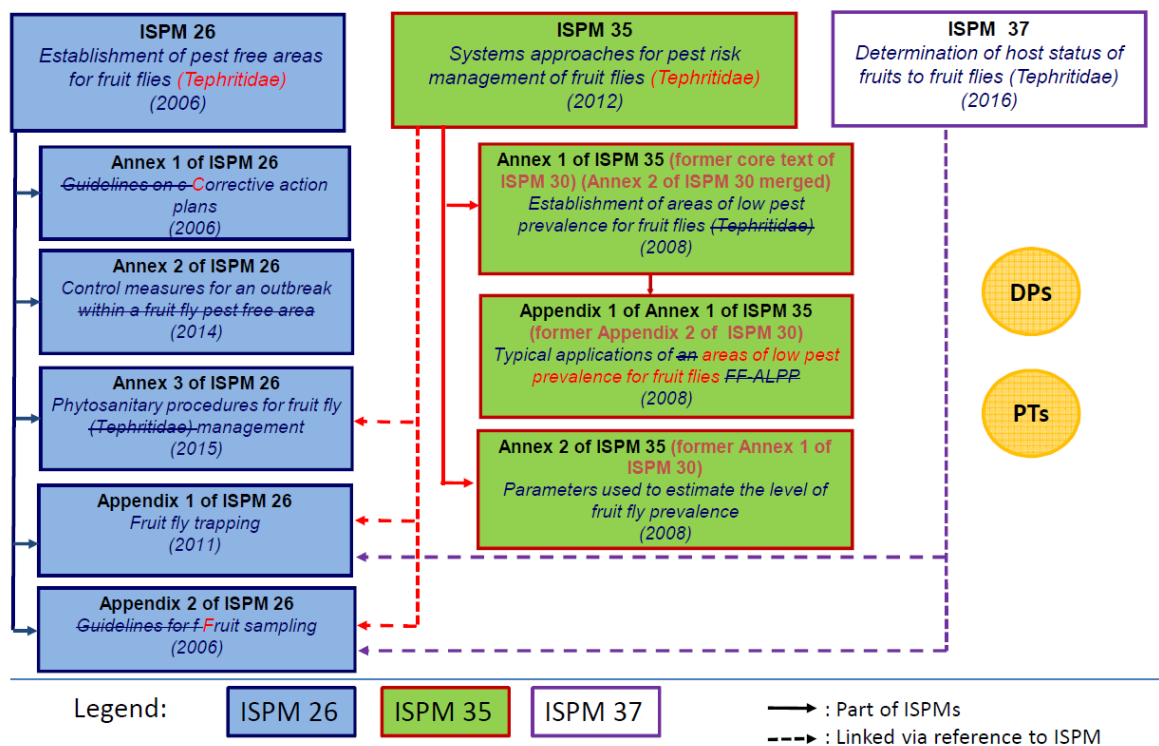 ISPM 26
Establishment of pest free areas
for fruit flies (Tephritidae)
(2006)
Annex 1 of ISPM 26
Guidelines on c Corrective action
plans
(2006)
Annex 2 of ISPM 26
Control measures for an outbreak
within a fruit fly pest free area
(2014)
Annex 3 of ISPM 26
Phytosanitary procedures for fruit fly
(Tephritidae) management
(2015)
Appendix 1 of ISPM 26
Fruit fly trapping
(2011)
Appendix 2 of ISPM 26
Guidelines for f Fruit sampling
(2006)
ISPM 35
Systems approaches for pest risk
management of fruit flies (Tephritidae)
(2012)
Annex 1 of ISPM 35 (former core text of
ISPM 30) (Annex 2 of ISPM 30 merged)
Establishment of areas of low pest
prevalence for fruit flies (Tephritidae)
(2008)
Appendix 1 of Annex 1 of ISPM 35
(former Appendix 2 of ISPM 30)
Typical applications of an areas of low pest
prevalence for fruit flies FF-ALPP
(2008)
Annex 2 of ISPM 35 (former Annex 1 of
ISPM 30)
Parameters used to estimate the level of
fruit fly prevalence
(2008)
ISPM 37
Determination of host status of
fruits to fruit flies (Tephritidae)
(2016)
DPs
PTs
Legend:
ISPM 26
ISPM 35
ISPM 37
: Part of ISPMs
: Linked via reference to ISPM